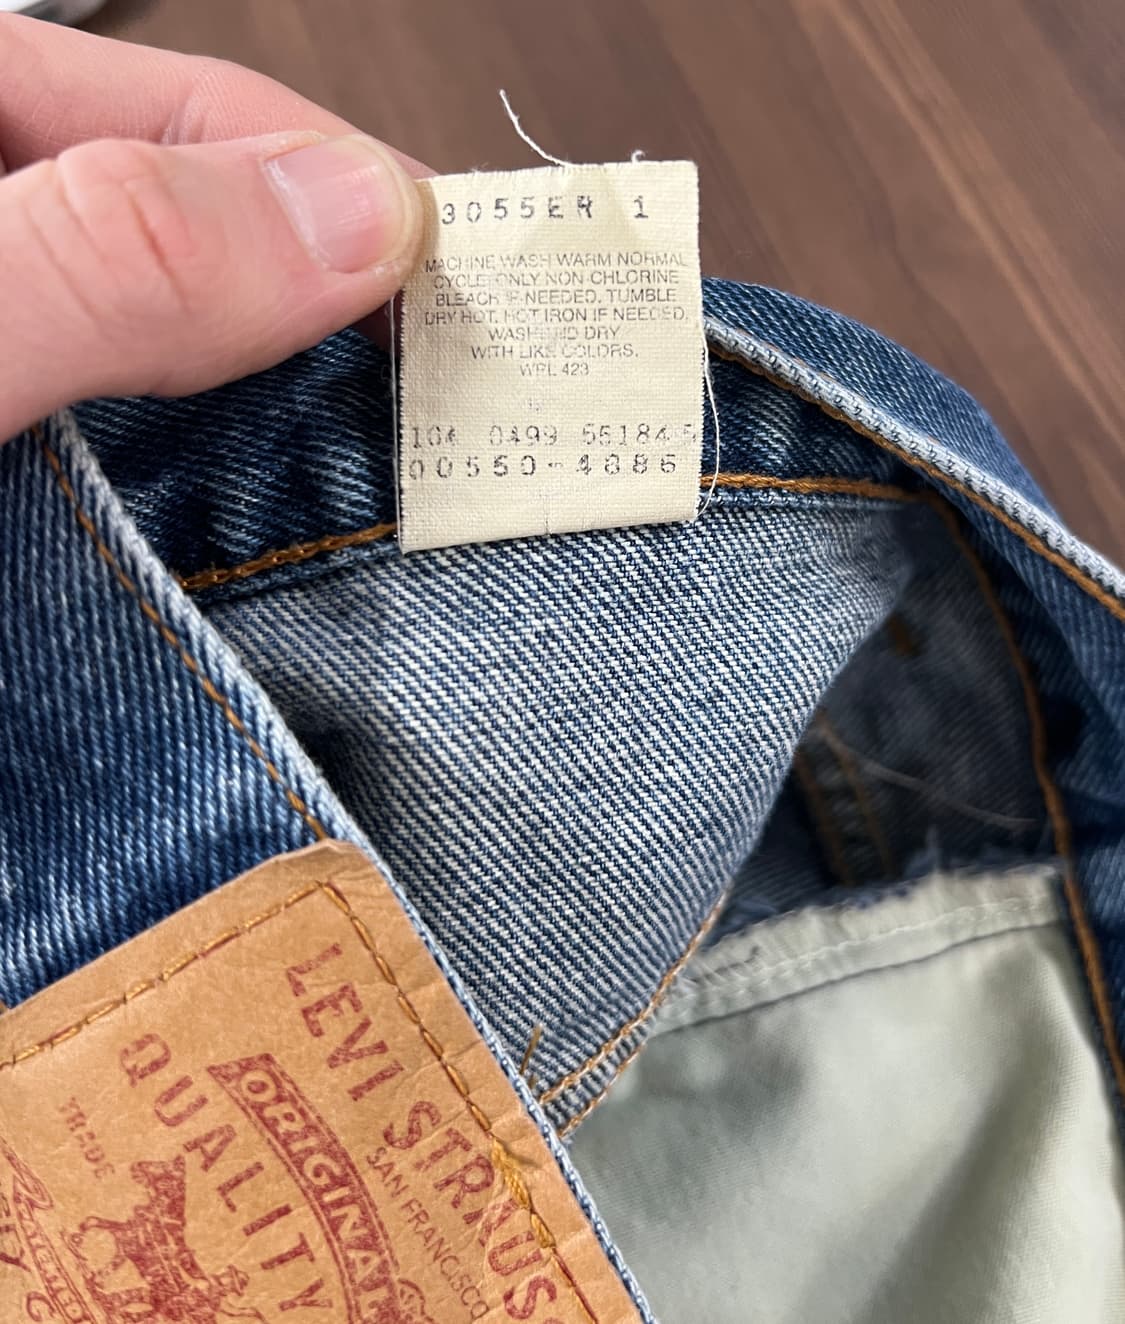 3055ER 1
MACHINE WASH WARM NORMAL
CYCLE ONLY NON-CHLORINE
BLEACH IF NEEDED. TUMBLE
DRY HOT. HOT IRON IF NEEDED.
WASH AND DRY
WITH LIKE COLORS.
WPL 423
104 0499 551845
00550-4886
LEVI STRAUSS
SAN FRANCISCO
ORIGINAL
QUALITY
TRADE